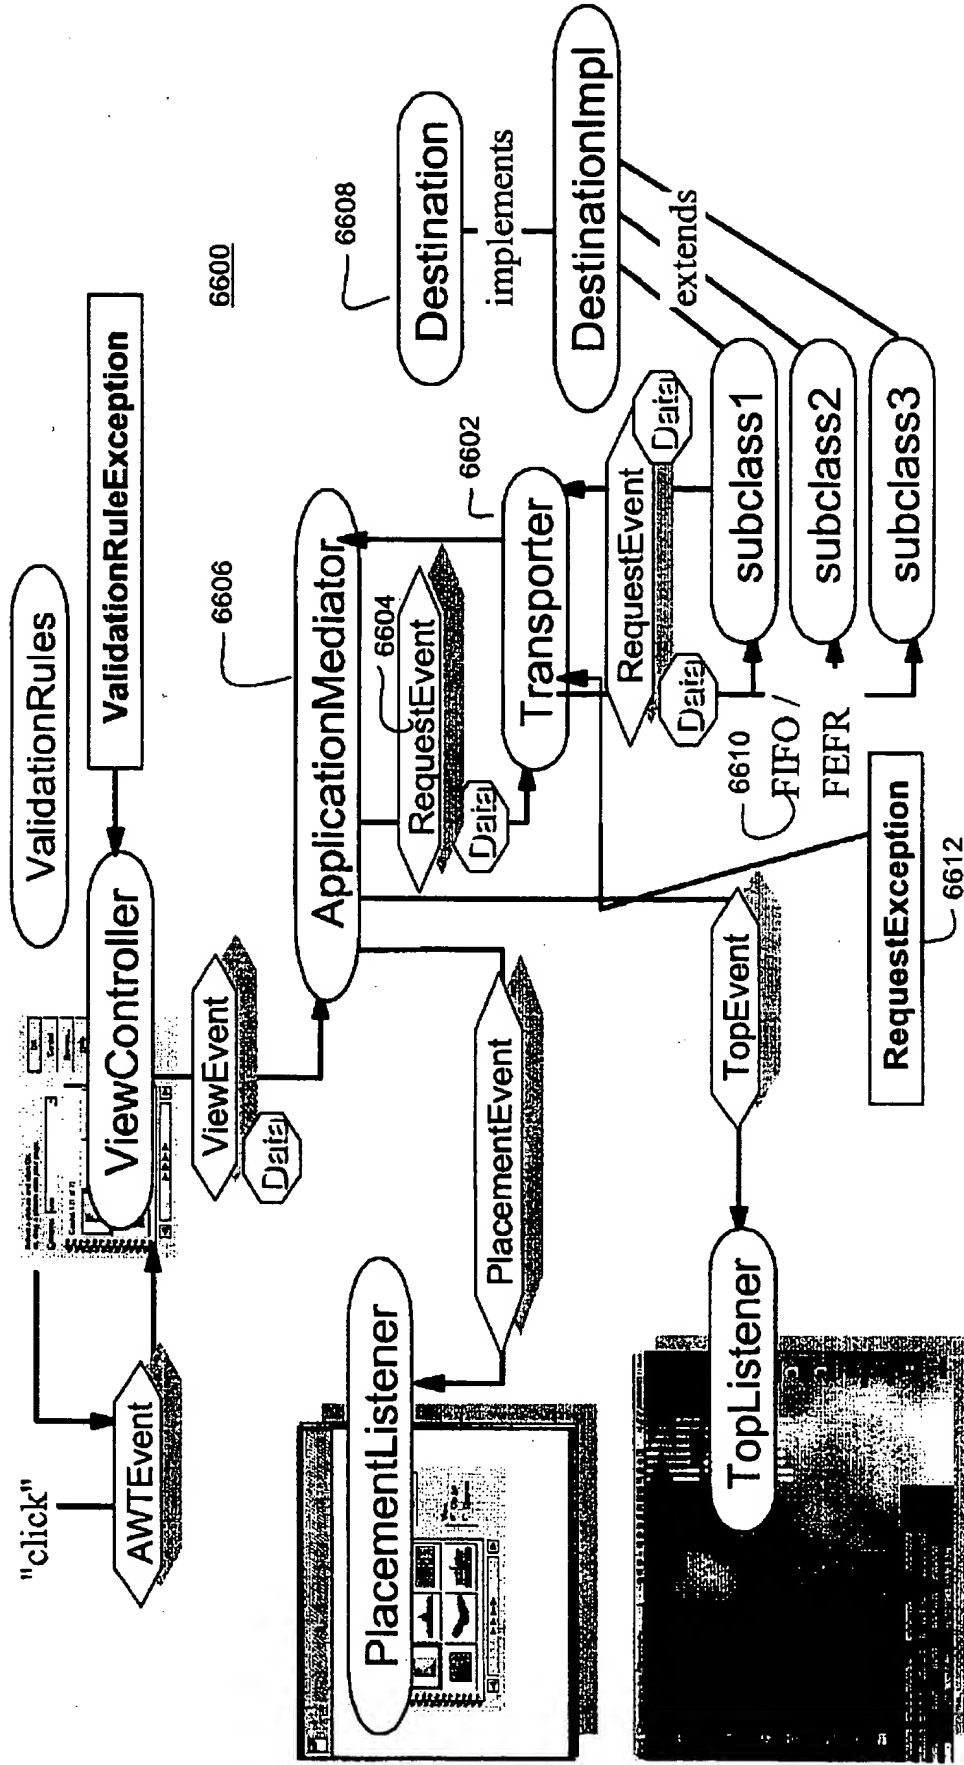 "click"
AWTEvent
ViewController
ValidationRules
ValidationRuleException
6600
ViewEvent
Data
6606
ApplicationMediator
PlacementListener
PlacementEvent
RequestEvent
6604
Data
6602
Transporter
6608
Destination
implements
DestinationImpl
extends
RequestEvent
Data
Data
TopListener
TopEvent
6610
FIFO /
FEFR
subclass1
subclass2
subclass3
RequestException
6612